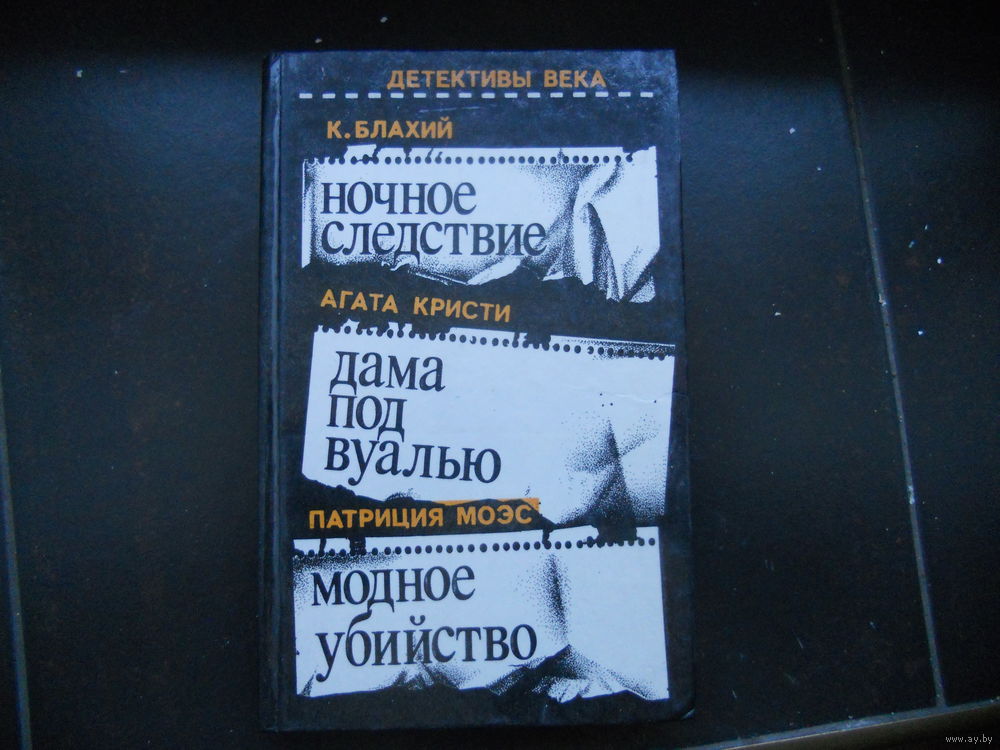 ДЕТЕКТИВЫ ВЕКА
К. БЛАХИЙ
ночное
следствие
АГАТА КРИСТИ
дама
под
вуалью
ПАТРИЦИЯ МОЭС
модное
убийство
www.ay.by